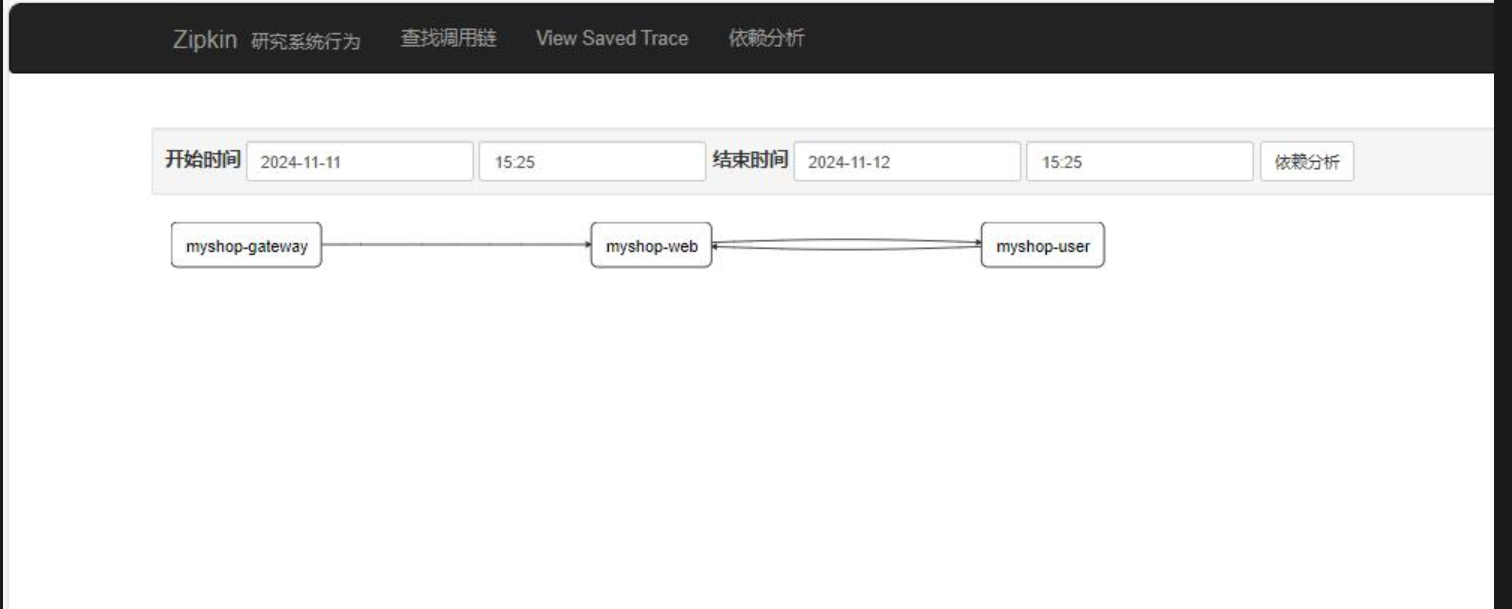 Zipkin 研究系统行为 查找调用链 View Saved Trace 依赖分析
开始时间 2024-11-11 15:25 结束时间 2024-11-12 15:25 依赖分析
myshop-gateway myshop-web myshop-user